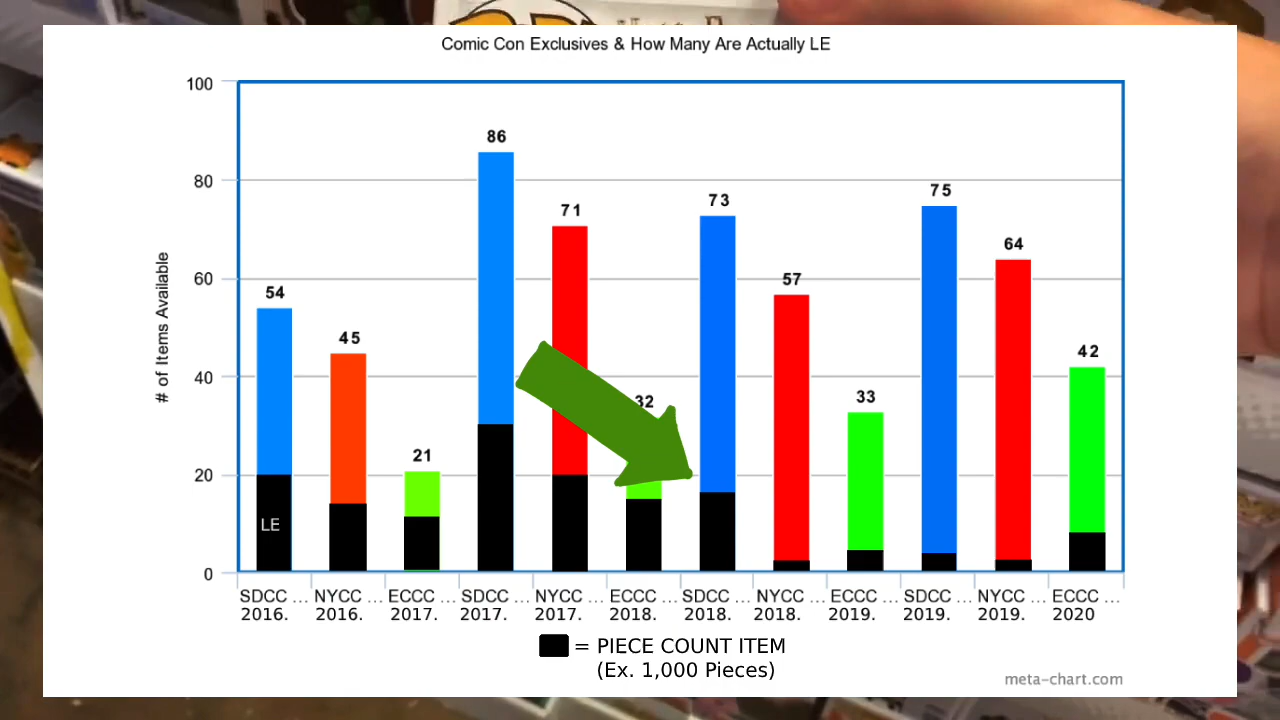 Comic Con Exclusives & How Many Are Actually LE
# of Items Available
100
80
60
40
20
0
54
45
21
86
71
32
73
57
33
75
64
42
LE
SDCC ... NYCC ... ECCC ... SDCC ... NYCC ... ECCC ... SDCC ... NYCC ... ECCC ... SDCC ... NYCC ... ECCC ...
2016. 2016. 2017. 2017. 2017. 2018. 2018. 2018. 2019. 2019. 2019. 2020
= PIECE COUNT ITEM
(Ex. 1,000 Pieces)
meta-chart.com